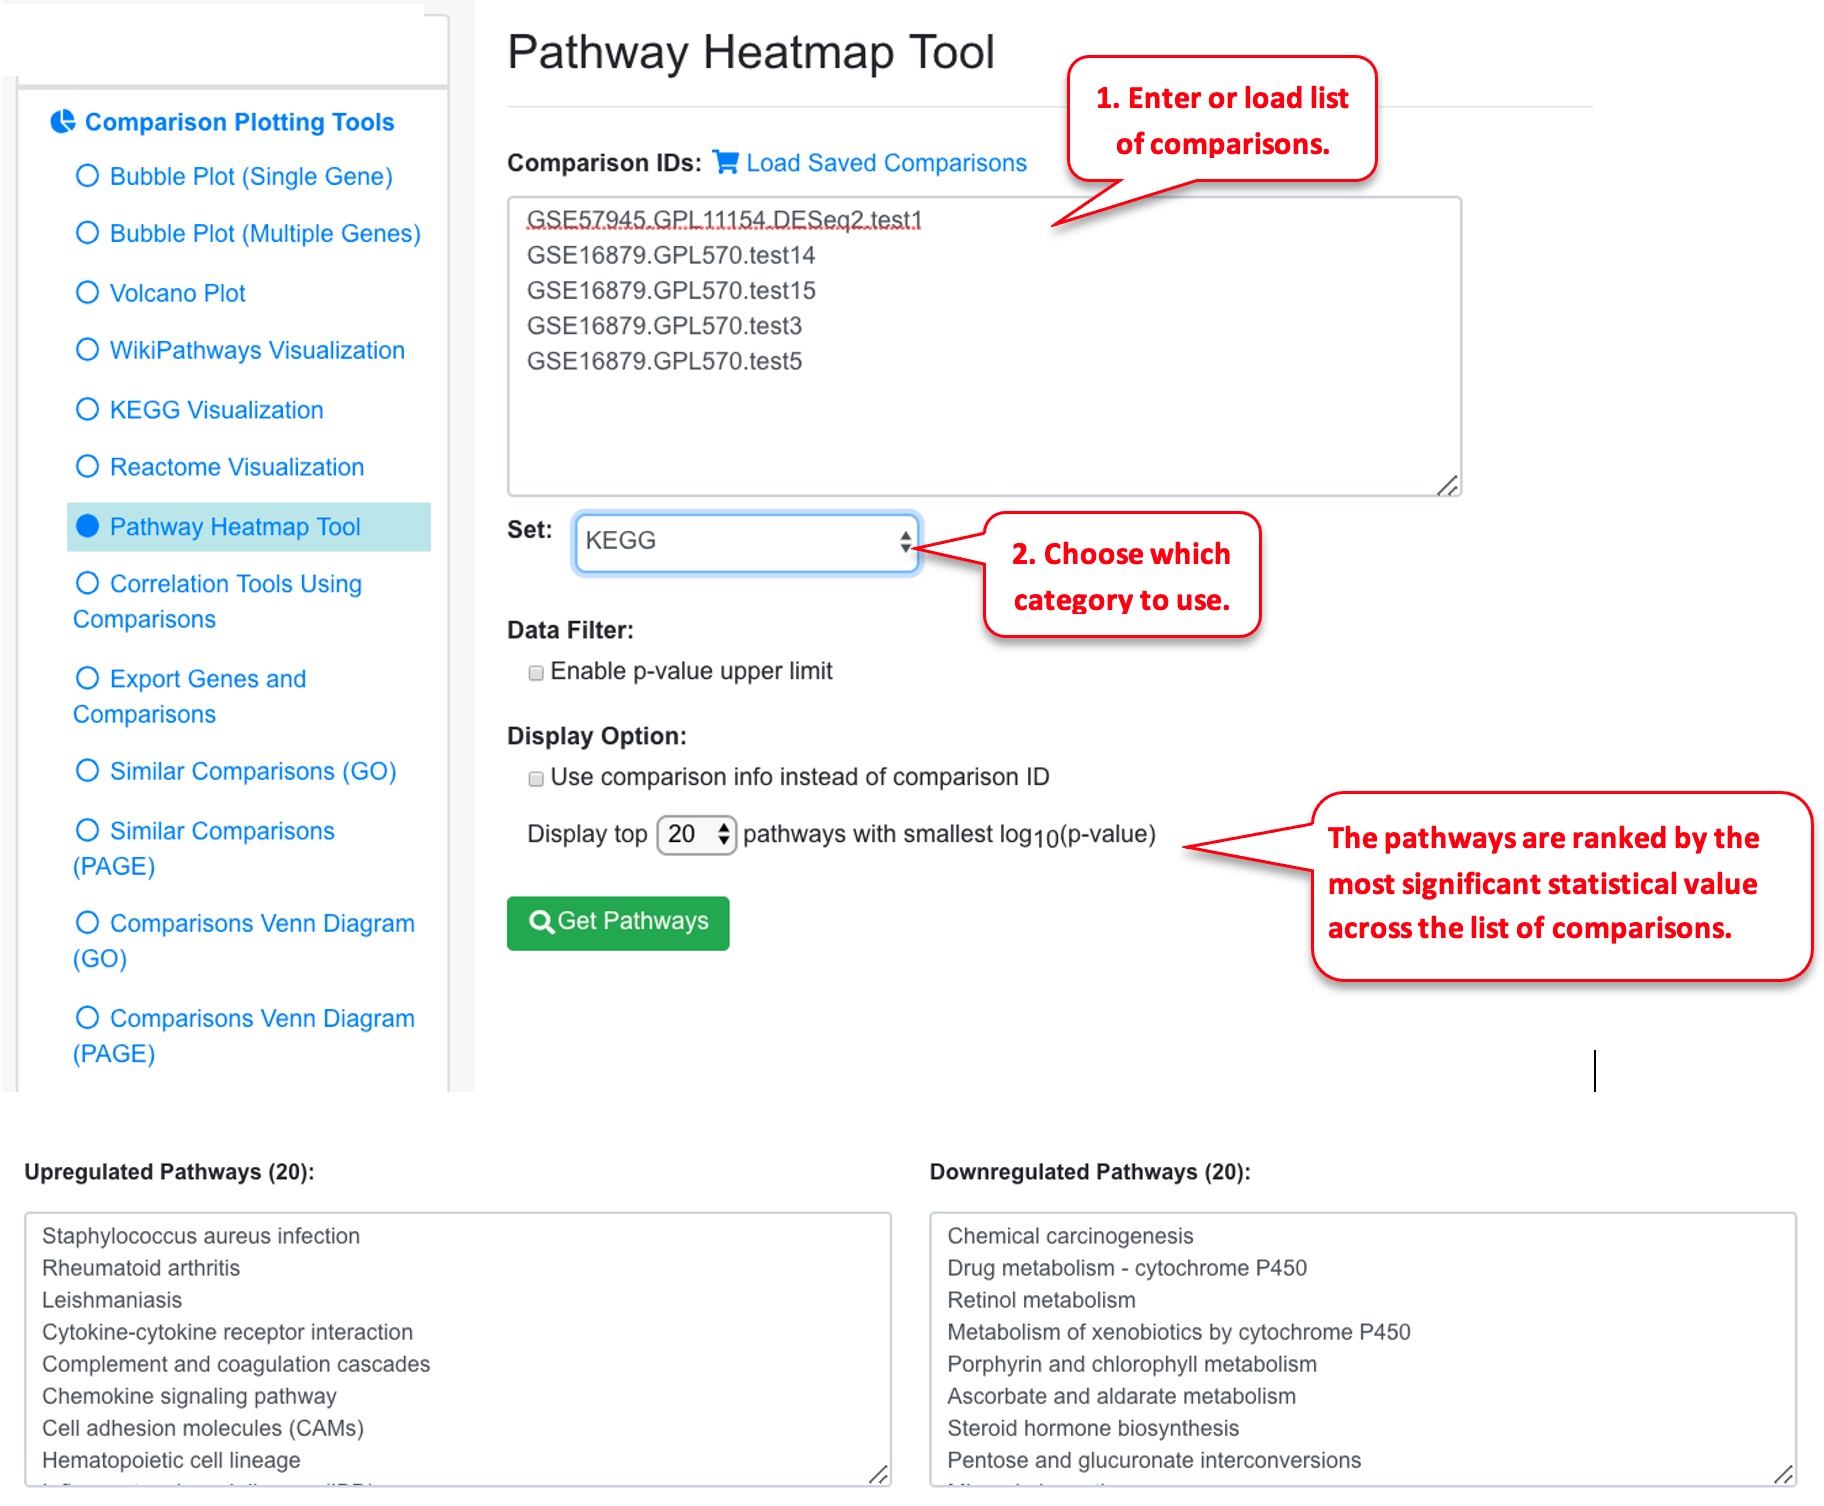 Comparison Plotting Tools
Bubble Plot (Single Gene)
Bubble Plot (Multiple Genes)
Volcano Plot
WikiPathways Visualization
KEGG Visualization
Reactome Visualization
Pathway Heatmap Tool
Correlation Tools Using
Comparisons
Export Genes and
Comparisons
Similar Comparisons (GO)
Similar Comparisons
(PAGE)
Comparisons Venn Diagram
(GO)
Comparisons Venn Diagram
(PAGE)
Pathway Heatmap Tool
1. Enter or load list
of comparisons.
Comparison IDs: Load Saved Comparisons
GSE57945.GPL11154.DESeq2.test1
GSE16879.GPL570.test14
GSE16879.GPL570.test15
GSE16879.GPL570.test3
GSE16879.GPL570.test5
Set: KEGG
2. Choose which
category to use.
Data Filter:
Enable p-value upper limit
Display Option:
Use comparison info instead of comparison ID
Display top 20 pathways with smallest log10(p-value)
The pathways are ranked by the
most significant statistical value
across the list of comparisons.
Get Pathways
Upregulated Pathways (20):
Staphylococcus aureus infection
Rheumatoid arthritis
Leishmaniasis
Cytokine-cytokine receptor interaction
Complement and coagulation cascades
Chemokine signaling pathway
Cell adhesion molecules (CAMs)
Hematopoietic cell lineage
Downregulated Pathways (20):
Chemical carcinogenesis
Drug metabolism - cytochrome P450
Retinol metabolism
Metabolism of xenobiotics by cytochrome P450
Porphyrin and chlorophyll metabolism
Ascorbate and aldarate metabolism
Steroid hormone biosynthesis
Pentose and glucuronate interconversions